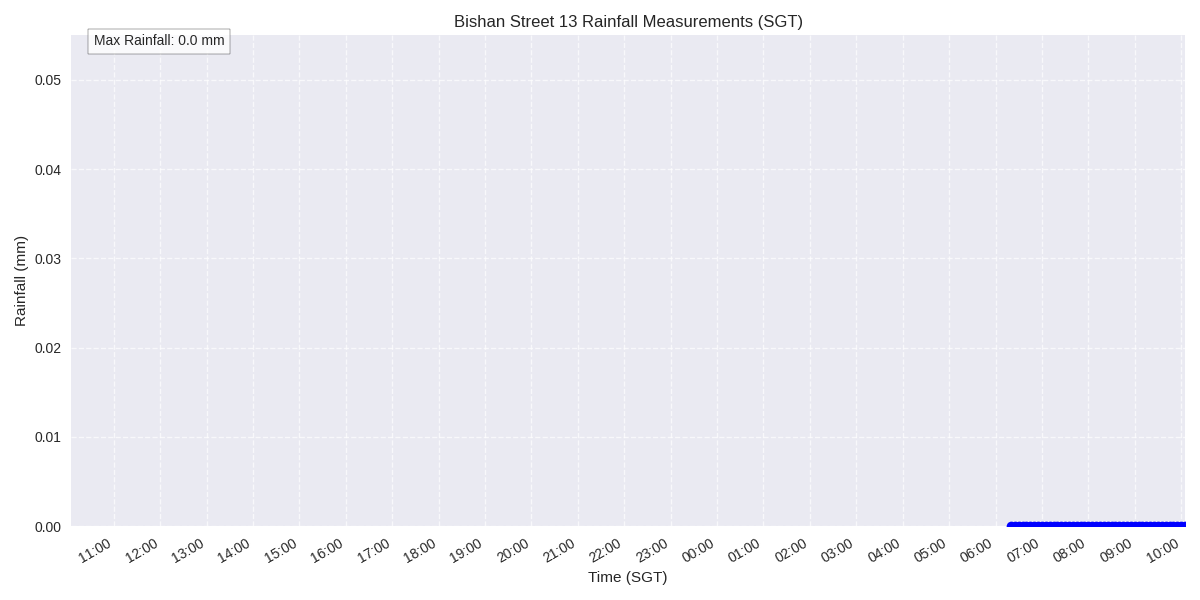 Bishan Street 13 Rainfall Measurements (SGT)
Max Rainfall: 0.0 mm
0.05
0.04
0.03
0.02
0.01
0.00
Rainfall (mm)
11:00 12:00 13:00 14:00 15:00 16:00 17:00 18:00 19:00 20:00 21:00 22:00 23:00 00:00 01:00 02:00 03:00 04:00 05:00 06:00 07:00 08:00 09:00 10:00
Time (SGT)